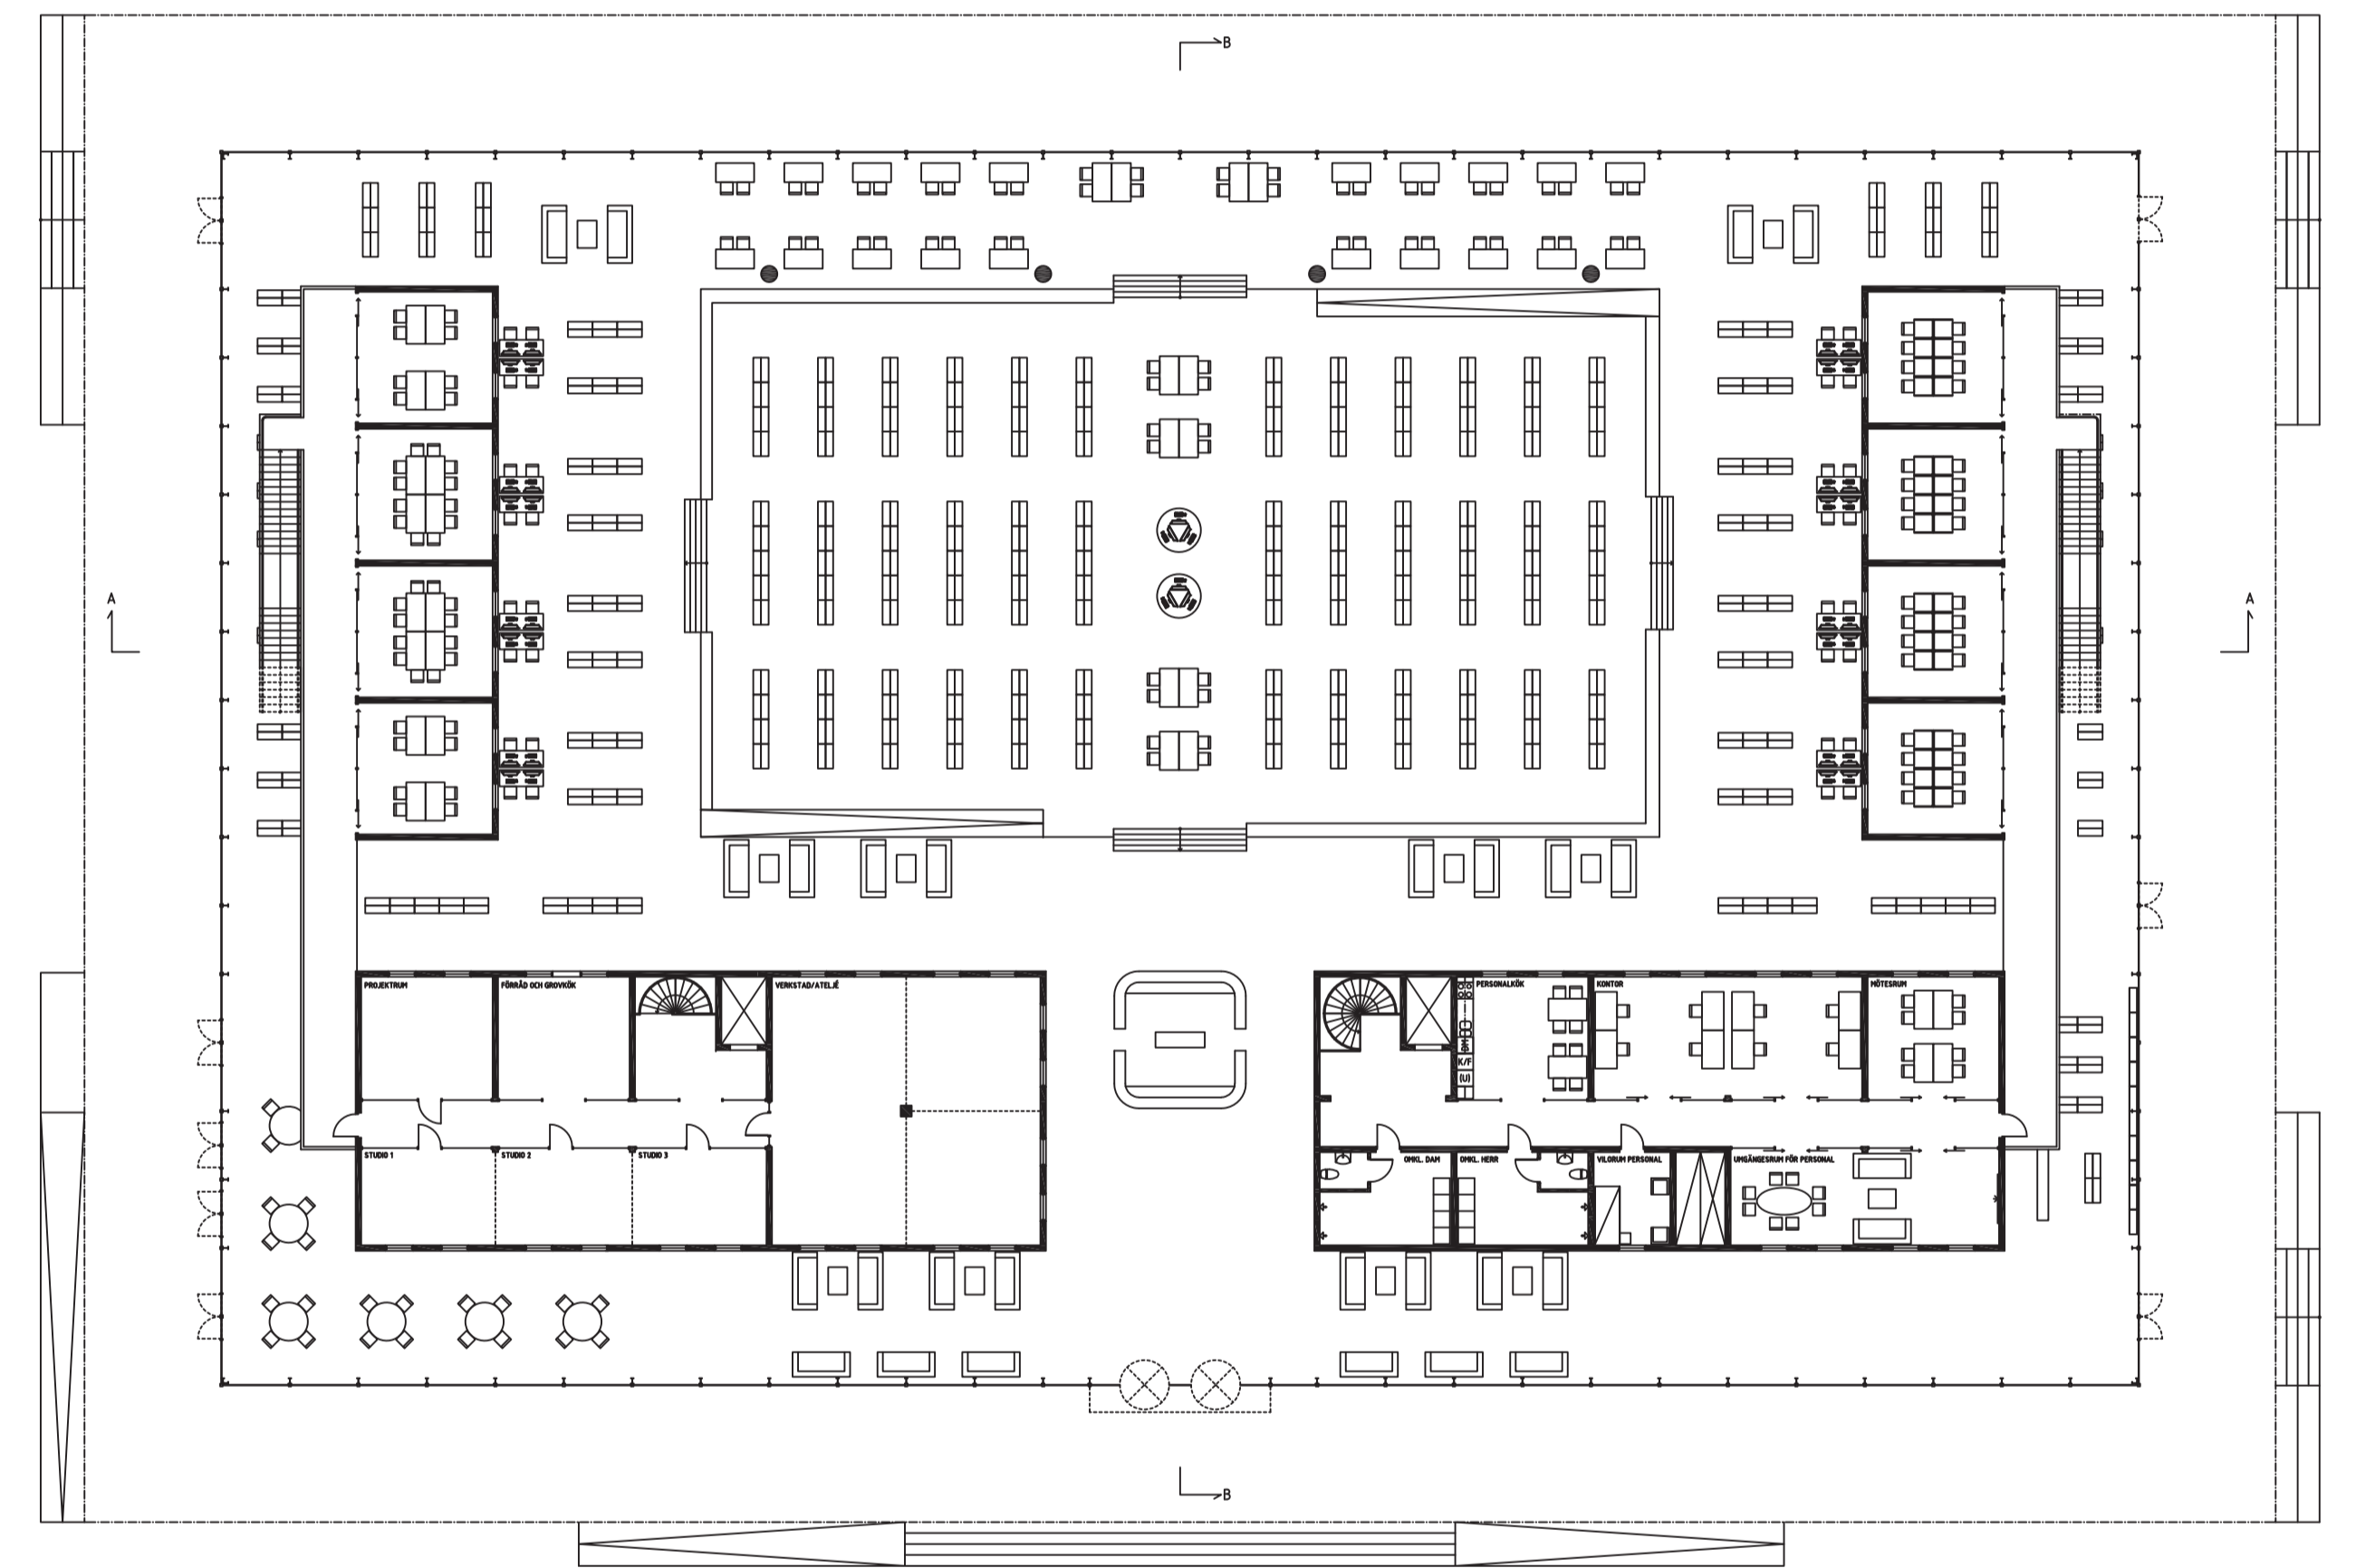 B
A
A
PROJEKTRUM
FÖRRÅD OCH GROVKÖK
VERKSTAD/ATELJÉ
PERSONALKÖK
KONTOR
MÖTESRUM
DM
K/F
(U)
STUDIO 1
STUDIO 2
STUDIO 3
OMKL. DAM
OMKL. HERR
VILORUM PERSONAL
UMGÄNGESRUM FÖR PERSONAL
B